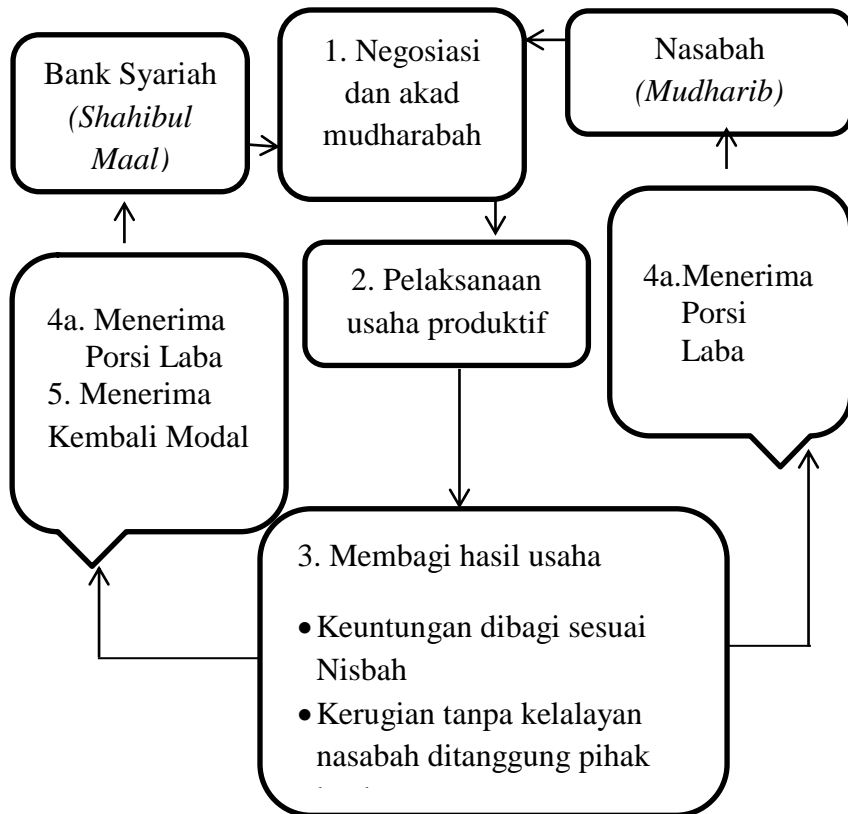 Bank Syariah
(Shahibul
Maal)
1. Negosiasi
dan akad
mudharabah
Nasabah
(Mudharib)
2. Pelaksanaan
usaha produktif
4a. Menerima
Porsi Laba
5. Menerima
Kembali Modal
4a.Menerima
Porsi
Laba
3. Membagi hasil usaha
• Keuntungan dibagi sesuai
Nisbah
• Kerugian tanpa kelalayan
nasabah ditanggung pihak